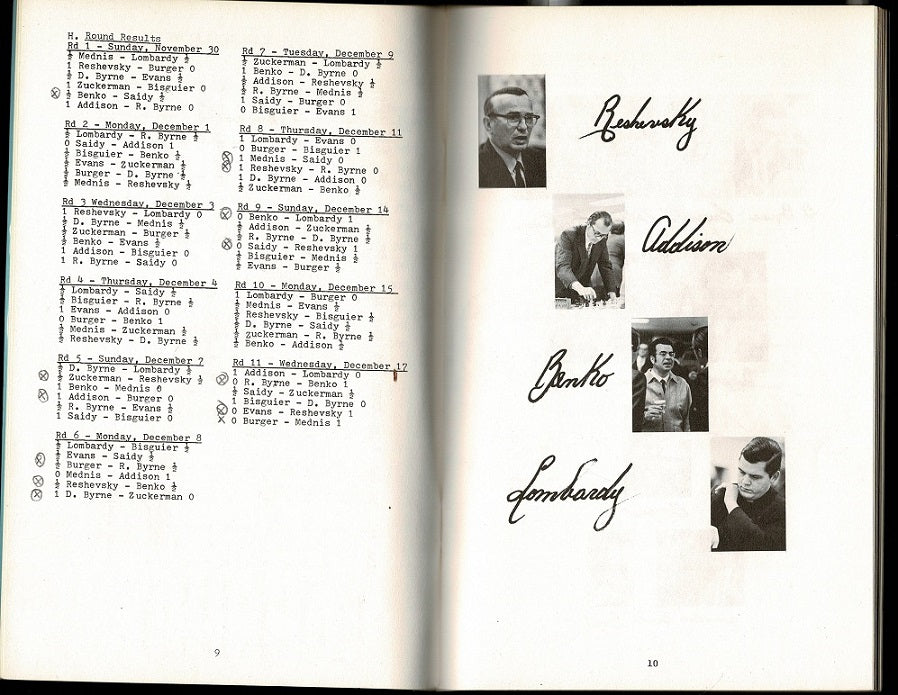 H. Round Results
Rd 1 - Sunday, November 30
½ Mednis - Lombardy ½
1 Reshevsky - Burger 0
½ D. Byrne - Evans ½
1 Zuckerman - Bisguier 0
½ Benko - Saidy ½
1 Addison - R. Byrne 0
Rd 2 - Monday, December 1
½ Lombardy - R. Byrne ½
0 Saidy - Addison 1
½ Bisguier - Benko ½
½ Evans - Zuckerman ½
½ Burger - D. Byrne ½
½ Mednis - Reshevsky ½
Rd 3 Wednesday, December 3
1 Reshevsky - Lombardy 0
½ D. Byrne - Mednis ½
½ Zuckerman - Burger ½
½ Benko - Evans ½
1 Addison - Bisguier 0
1 R. Byrne - Saidy 0
Rd 4 - Thursday, December 4
½ Lombardy - Saidy ½
½ Bisguier - R. Byrne ½
1 Evans - Addison 0
0 Burger - Benko 1
½ Mednis - Zuckerman ½
½ Reshevsky - D. Byrne ½
Rd 5 - Sunday, December 7
½ D. Byrne - Lombardy ½
½ Zuckerman - Reshevsky ½
1 Benko - Mednis 0
1 Addison - Burger 0
½ R. Byrne - Evans ½
1 Saidy - Bisguier 0
Rd 6 - Monday, December 8
½ Lombardy - Bisguier ½
½ Evans - Saidy ½
½ Burger - R. Byrne ½
0 Mednis - Addison 1
½ Reshevsky - Benko ½
1 D. Byrne - Zuckerman 0
Rd 7 - Tuesday, December 9
½ Zuckerman - Lombardy ½
1 Benko - D. Byrne 0
½ Addison - Reshevsky ½
½ R. Byrne - Mednis ½
1 Saidy - Burger 0
0 Bisguier - Evans 1
Rd 8 - Thursday, December 11
1 Lombardy - Evans 0
0 Burger - Bisguier 1
1 Mednis - Saidy 0
1 Reshevsky - R. Byrne 0
1 D. Byrne - Addison 0
½ Zuckerman - Benko ½
Rd 9 - Sunday, December 14
0 Benko - Lombardy 1
½ Addison - Zuckerman ½
½ R. Byrne - D. Byrne ½
0 Saidy - Reshevsky 1
½ Bisguier - Mednis ½
½ Evans - Burger ½
Rd 10 - Monday, December 15
1 Lombardy - Burger 0
½ Mednis - Evans ½
½ Reshevsky - Bisguier ½
½ D. Byrne - Saidy ½
½ Zuckerman - R. Byrne ½
½ Benko - Addison ½
Rd 11 - Wednesday, December 17
1 Addison - Lombardy 0
0 R. Byrne - Benko 1
½ Saidy - Zuckerman ½
1 Bisguier - D. Byrne 0
0 Evans - Reshevsky 1
0 Burger - Mednis 1
9
Reshevsky
Addison
Benko
Lombardy
10